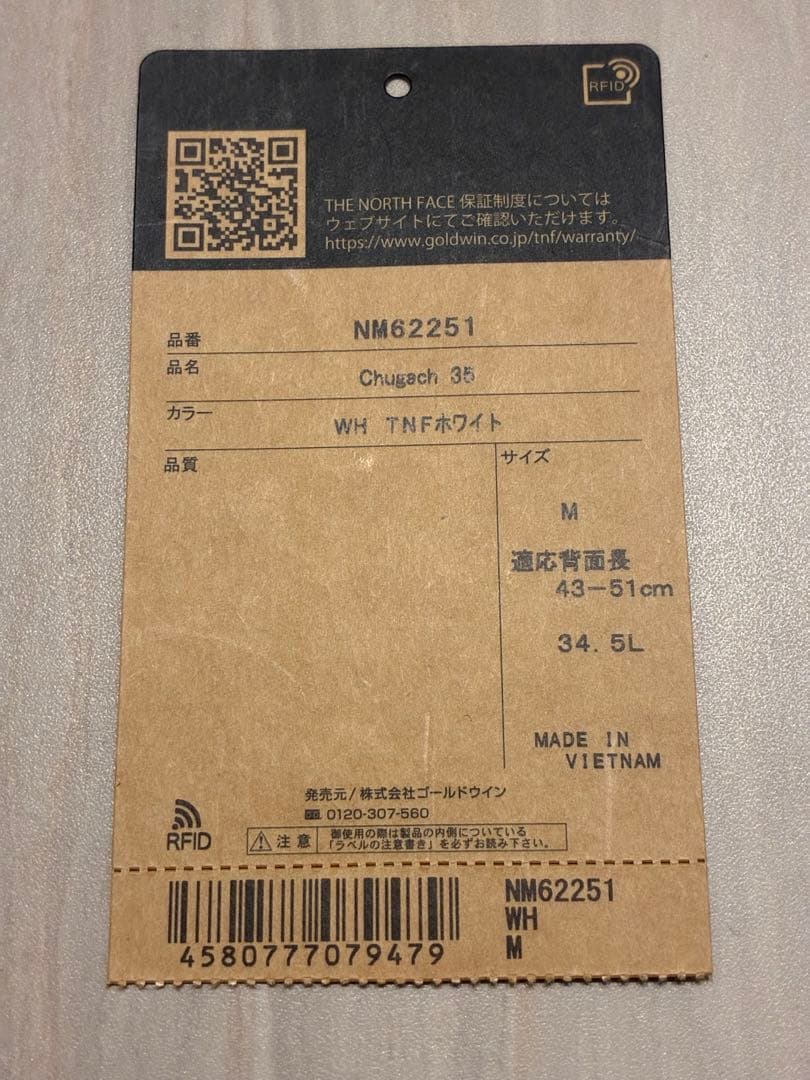 RFID
THE NORTH FACE 保証制度については
ウェブサイトにてご確認いただけます。
https://www.goldwin.co.jp/tnf/warranty/
品番 NM62251
品名 Chugach 35
カラー WH TNFホワイト
品質
サイズ
M
適応背面長
43-51cm
34.5L
MADE IN
VIETNAM
発売元/株式会社ゴールドウイン
0120-307-560
RFID
注意
御使用の際は製品の内側についている
「ラベルの注意書き」を必ずお読み下さい。
4580777079479
NM62251
WH
M